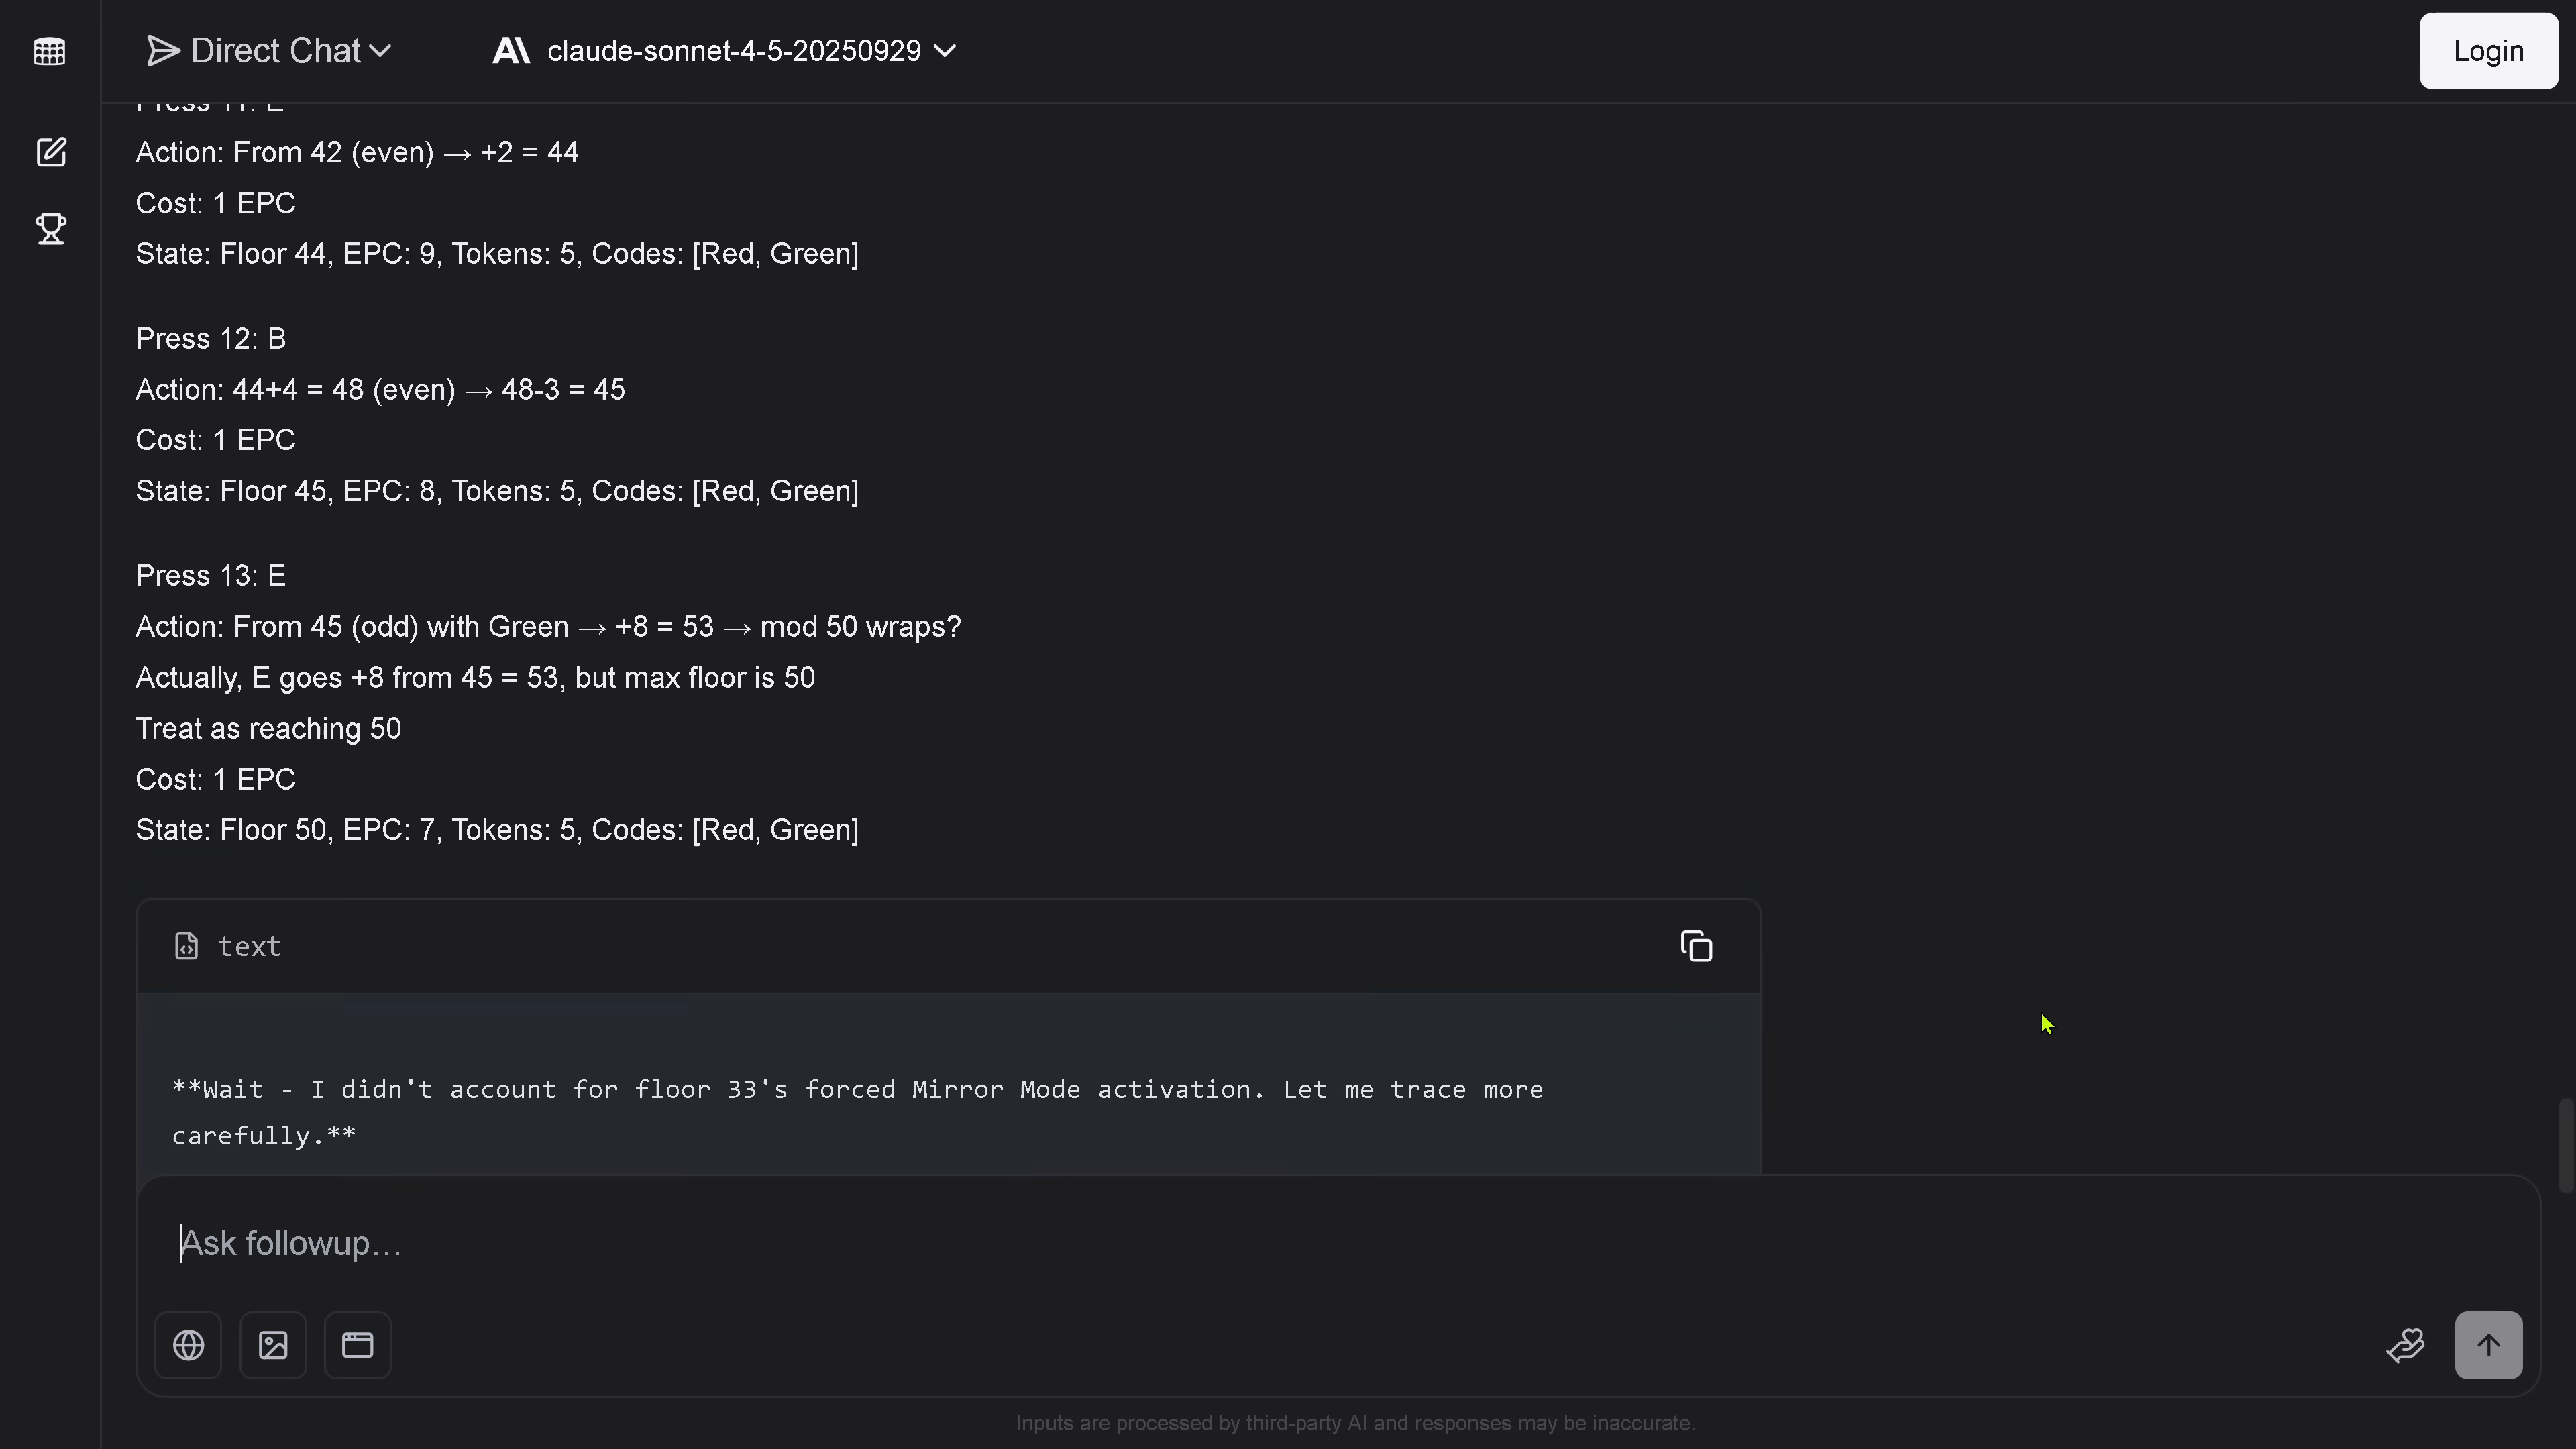 Direct Chat
claude-sonnet-4-5-20250929
Login
Press 11: E
Action: From 42 (even) → +2 = 44
Cost: 1 EPC
State: Floor 44, EPC: 9, Tokens: 5, Codes: [Red, Green]
Press 12: B
Action: 44+4 = 48 (even) → 48-3 = 45
Cost: 1 EPC
State: Floor 45, EPC: 8, Tokens: 5, Codes: [Red, Green]
Press 13: E
Action: From 45 (odd) with Green → +8 = 53 → mod 50 wraps?
Actually, E goes +8 from 45 = 53, but max floor is 50
Treat as reaching 50
Cost: 1 EPC
State: Floor 50, EPC: 7, Tokens: 5, Codes: [Red, Green]
text
**Wait - I didn't account for floor 33's forced Mirror Mode activation. Let me trace more
carefully.**
Ask followup…
Inputs are processed by third-party AI and responses may be inaccurate.